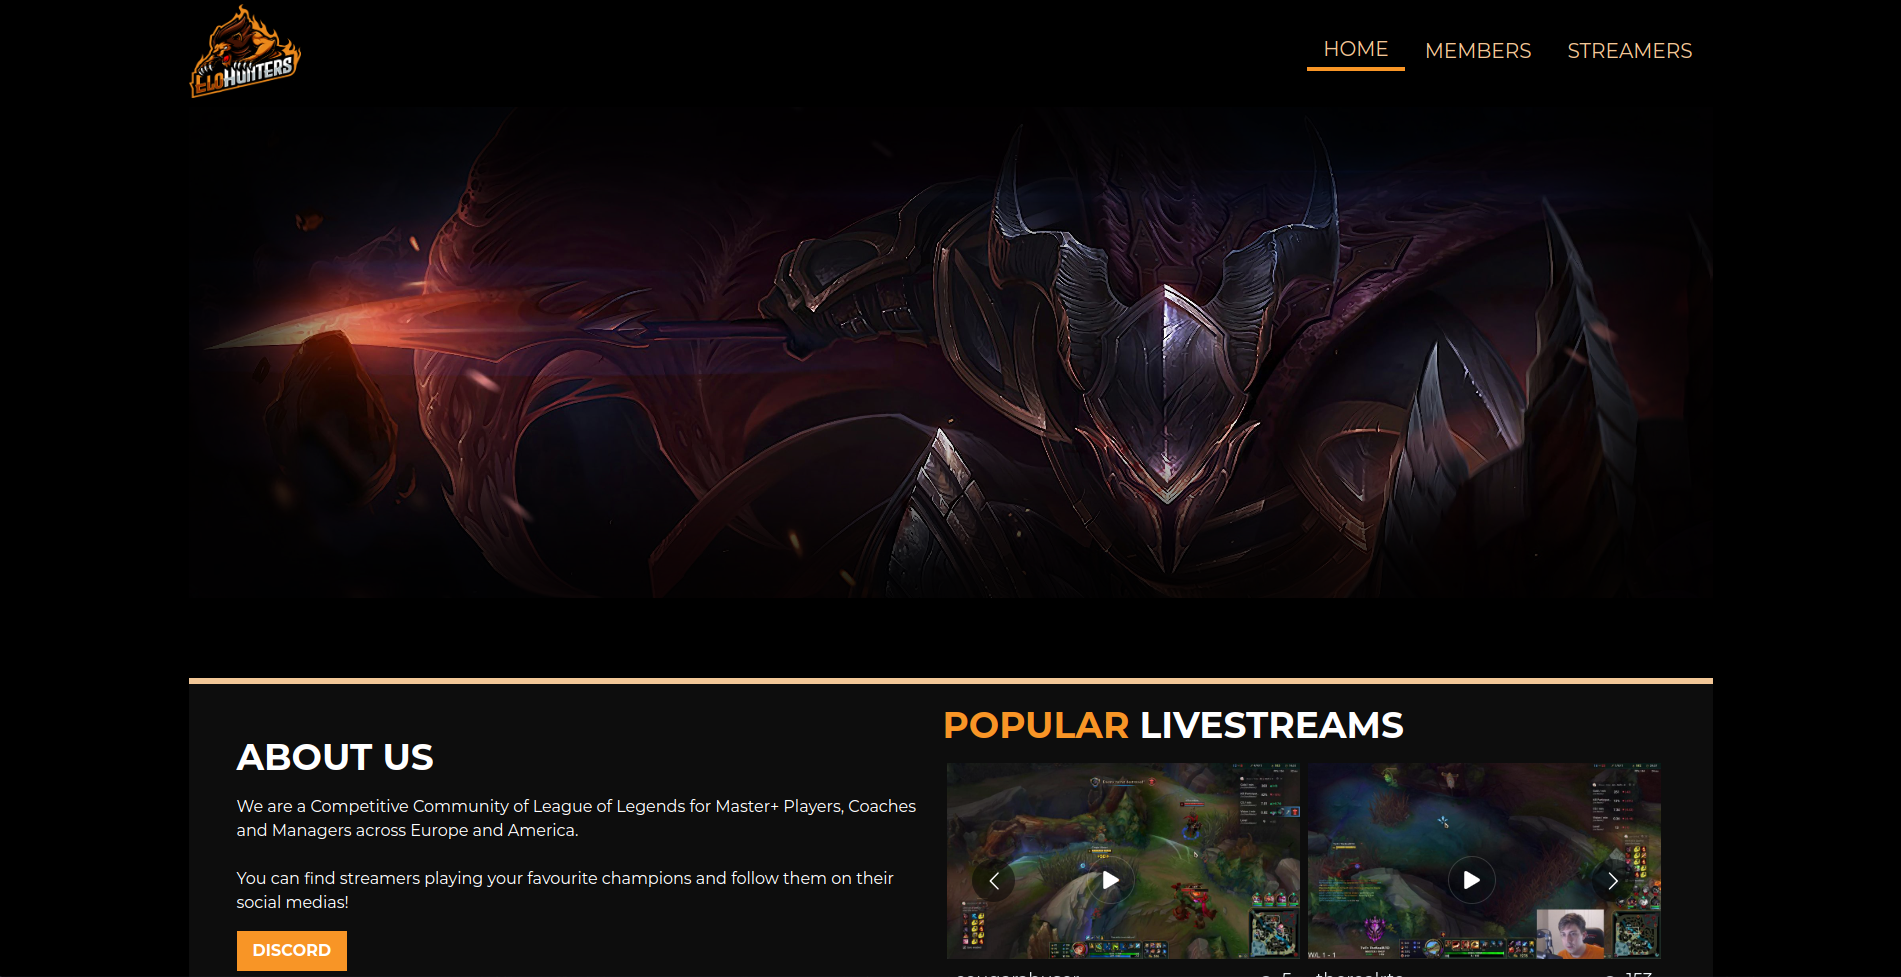 ELOHUNTERS
HOME
MEMBERS
STREAMERS
ABOUT US
We are a Competitive Community of League of Legends for Master+ Players, Coaches
and Managers across Europe and America.
You can find streamers playing your favourite champions and follow them on their
social medias!
DISCORD
POPULAR LIVESTREAMS
W/L 1 - 1